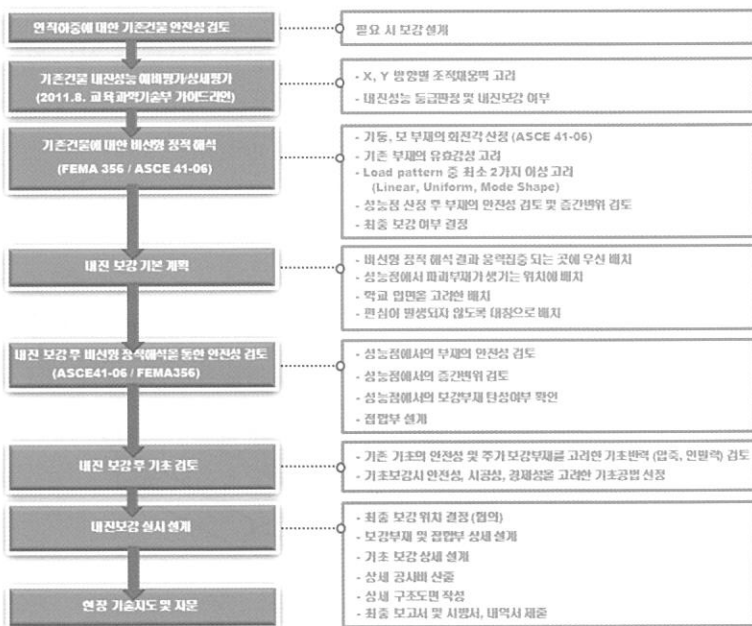 연직하중에 대한 기존건물 안전성 검토
필요 시 보강 설계
기존건물 내진성능 예비평가/상세평가
(2011.8. 교육과학기술부 가이드라인)
- X, Y 방향별 조적채움벽 고려
- 내진성능 등급판정 및 내진보강 여부
기존건물에 대한 비선형 정적 해석
(FEMA 356 / ASCE 41-06)
- 기둥, 보 부재의 회전각 산정 (ASCE 41-06)
- 기존 부재의 유효강성 고려
- Load pattern 중 최소 2가지 이상 고려
(Linear, Uniform, Mode Shape)
- 성능점 산정 후 부재의 안전성 검토 및 층간변위 검토
- 최종 보강 여부 결정
내진 보강 기본 계획
- 비선형 정적 해석 결과 응력집중 되는 곳에 우선 배치
- 성능점에서 파괴부재가 생기는 위치에 배치
- 학교 입면을 고려한 배치
- 편심이 발생되지 않도록 대칭으로 배치
내진 보강 후 비선형 정적해석을 통한 안전성 검토
(ASCE41-06 / FEMA356)
- 성능점에서의 부재의 안전성 검토
- 성능점에서의 층간변위 검토
- 성능점에서의 보강부재 탄성여부 확인
- 접합부 설계
내진 보강 후 기초 검토
- 기존 기초의 안전성 및 추가 보강부재를 고려한 기초반력 (압축, 인발력) 검토
- 기초보강시 안전성, 시공성, 경제성을 고려한 기초공법 선정
내진보강 실시 설계
- 최종 보강 위치 결정 (협의)
- 보강부재 및 접합부 상세 설계
- 기초 보강 상세 설계
- 상세 공사비 산출
- 상세 구조도면 작성
- 최종 보고서 및 시방서, 내역서 제출
현장 기술지도 및 자문